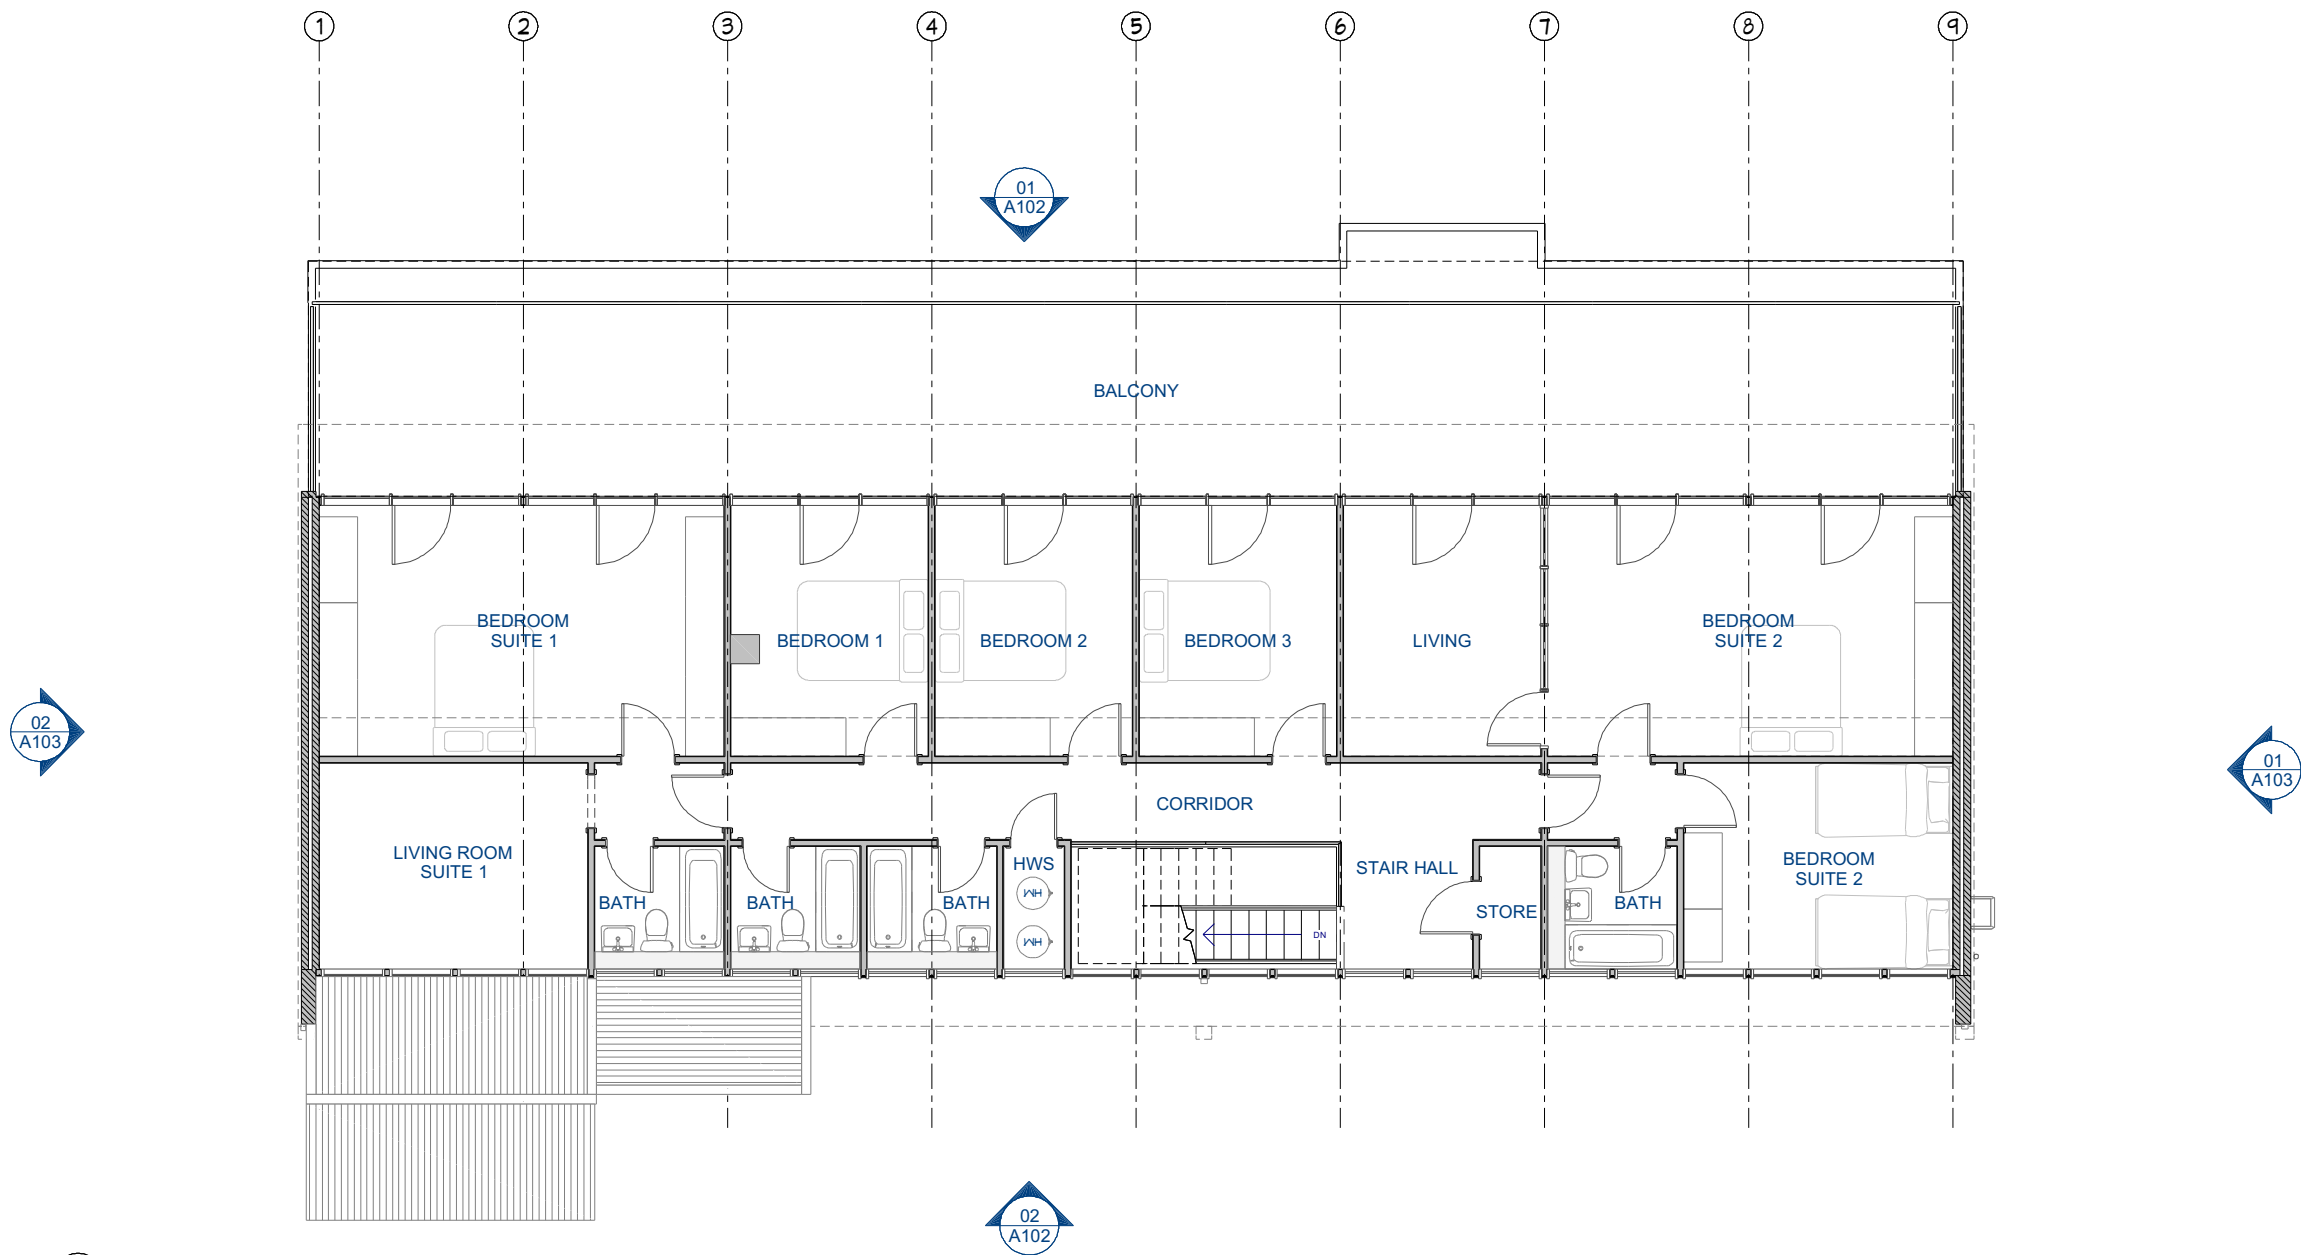 1 2 3 4 5 6 7 8 9
01
A102
BALCONY
BEDROOM
SUITE 1
BEDROOM 1
BEDROOM 2
BEDROOM 3
LIVING
BEDROOM
SUITE 2
02
A103
01
A103
CORRIDOR
LIVING ROOM
SUITE 1
BATH
BATH
BATH
HWS
HM
HM
DN
STAIR HALL
STORE
BATH
BEDROOM
SUITE 2
02
A102